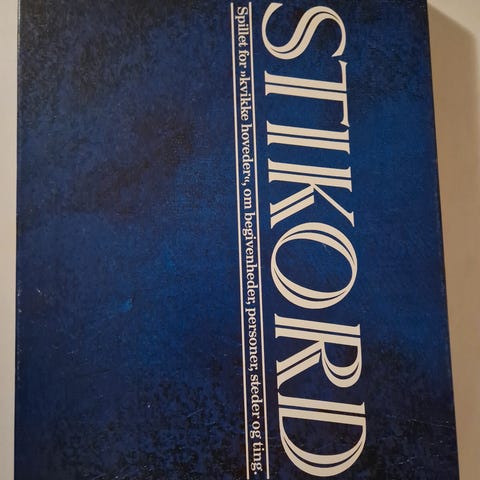 STIKORD
Spillet for »kvikke hoveder«, om begivenheder, personer, steder og ting.